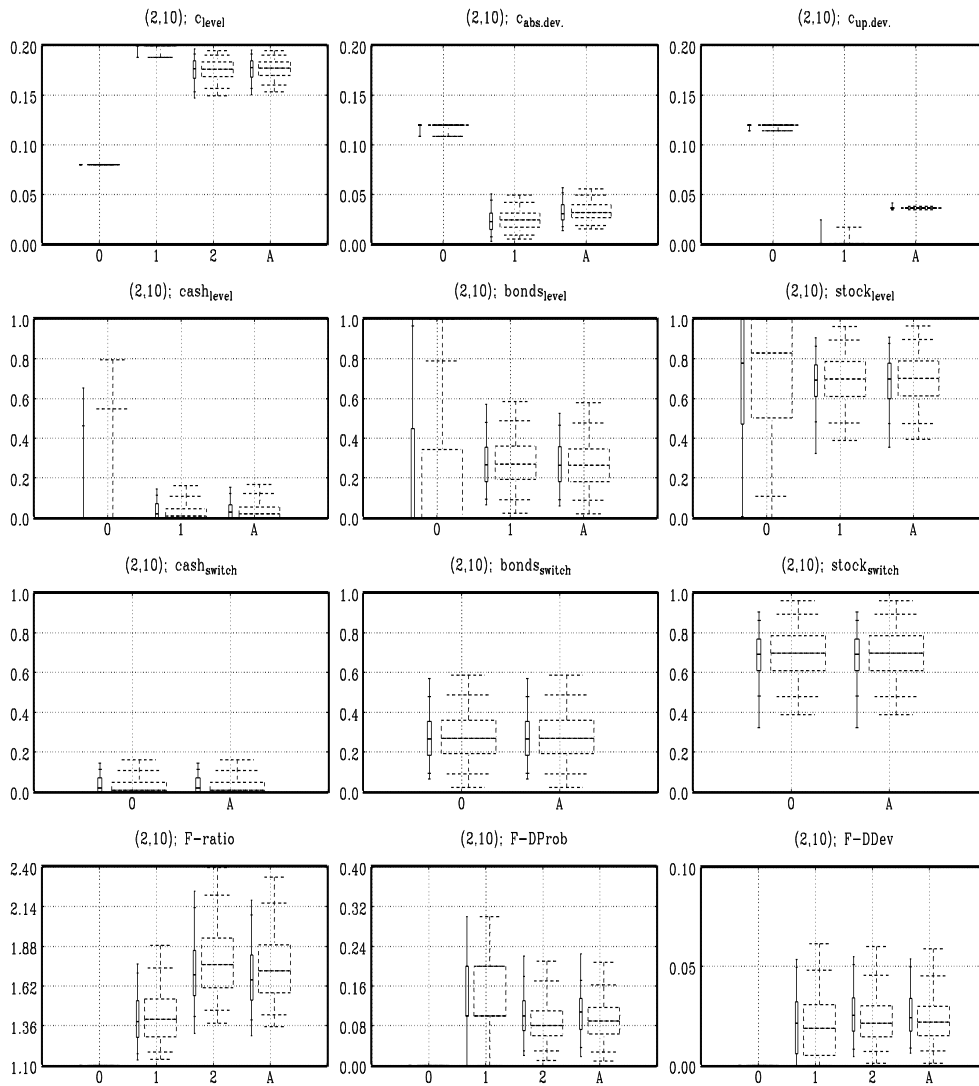 (2,10); c_level (2,10); c_abs.dev. (2,10); c_up.dev.
0.20 0.20 0.20
0.15 0.15 0.15
0.10 0.10 0.10
0.05 0.05 0.05
0.00 0.00 0.00
0 1 2 A 0 1 A 0 1 A
(2,10); cash_level (2,10); bonds_level (2,10); stock_level
1.0 1.0 1.0
0.8 0.8 0.8
0.6 0.6 0.6
0.4 0.4 0.4
0.2 0.2 0.2
0.0 0.0 0.0
0 1 A 0 1 A 0 1 A
(2,10); cash_switch (2,10); bonds_switch (2,10); stock_switch
1.0 1.0 1.0
0.8 0.8 0.8
0.6 0.6 0.6
0.4 0.4 0.4
0.2 0.2 0.2
0.0 0.0 0.0
0 A 0 A 0 A
(2,10); F-ratio (2,10); F-DProb (2,10); F-DDev
2.40 0.40 0.10
2.14 0.32
1.88 0.24 0.05
1.62 0.16
1.36 0.08
1.10 0.00 0.00
0 1 2 A 0 1 2 A 0 1 2 A